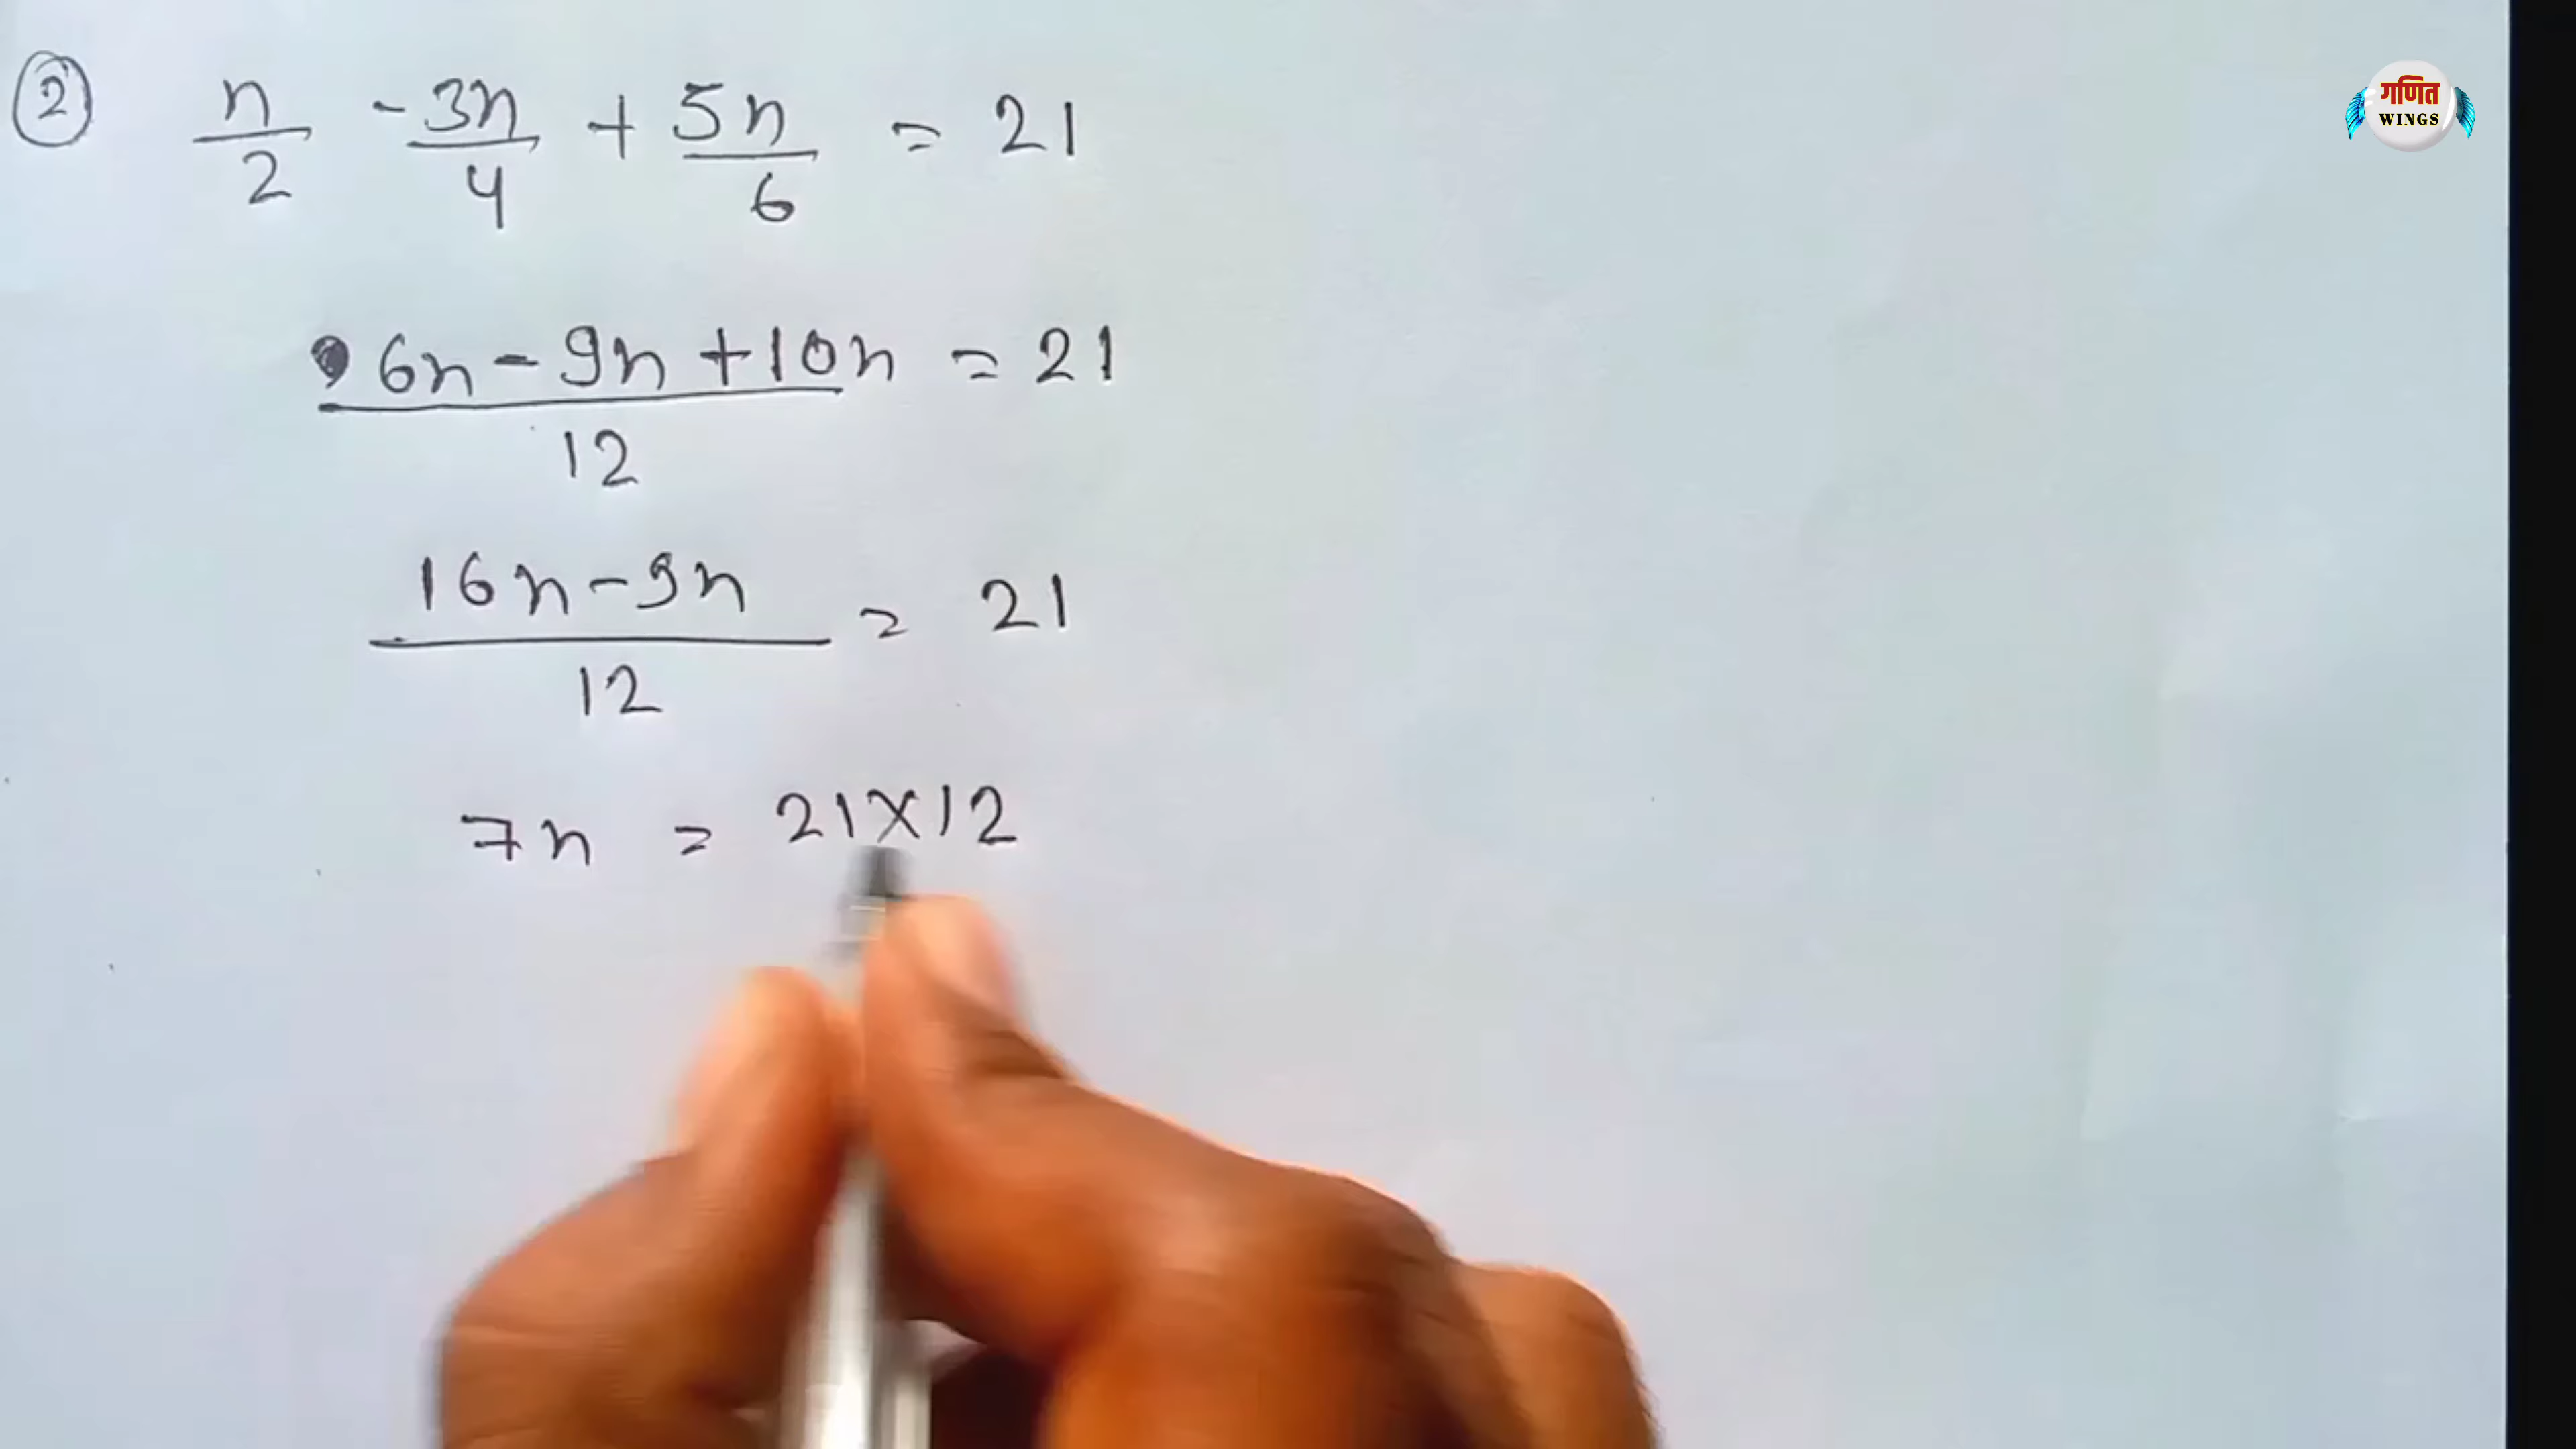 ② n/2 - 3n/4 + 5n/6 = 21
गणित
WINGS
6n - 9n + 10n = 21
12
16n - 9n = 21
12
7n = 21 × 12